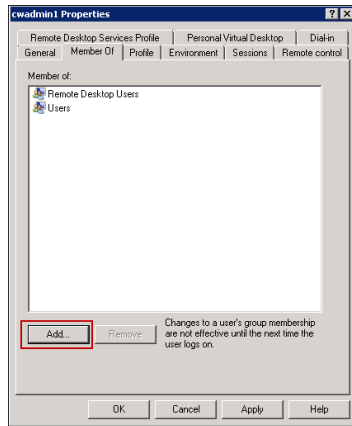 cwadmin1 Properties
Remote Desktop Services Profile
Personal Virtual Desktop
Dial-in
General
Member Of
Profile
Environment
Sessions
Remote control
Member of:
Remote Desktop Users
Users
Add...
Remove
Changes to a user's group membership
are not effective until the next time the
user logs on.
OK
Cancel
Apply
Help